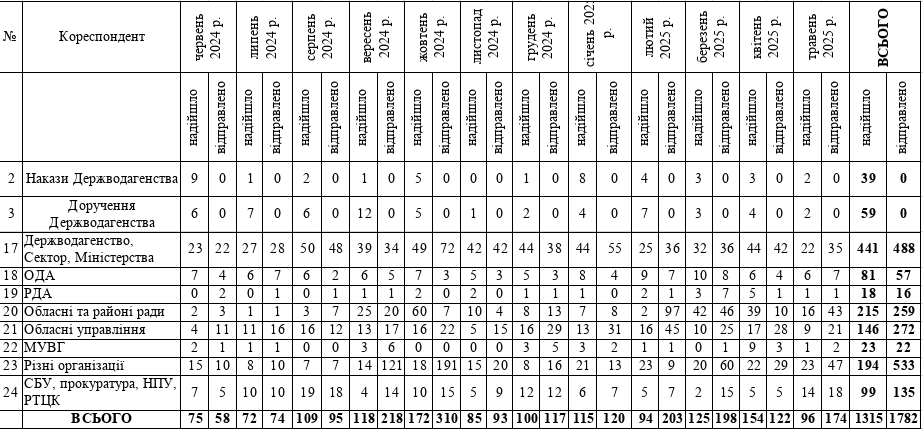 № Кореспондент червень 2024 р. липень 2024 р. серпень 2024 р. вересень 2024 р. жовтень 2024 р. листопад 2024 р. грудень 2024 р. січень 202 р. лютий 2025 р. березень 2025 р. квітень 2025 р. травень 2025 р. ВСЬОГО
надійшло відправлено надійшло відправлено надійшло відправлено надійшло відправлено надійшло відправлено надійшло відправлено надійшло відправлено надійшло відправлено надійшло відправлено надійшло відправлено надійшло відправлено надійшло відправлено надійшло відправлено
2 Накази Держводагенства 9 0 1 0 2 0 1 0 5 0 1 0 8 0 4 0 3 0 3 0 2 0 39 0
3 Доручення Держводагенства 6 0 7 0 6 0 12 0 5 0 1 0 2 0 4 0 7 0 3 0 4 0 2 0 59 0
17 Держводагенство, Сектор, Міністерства 23 22 27 28 50 48 39 34 49 72 42 42 44 38 44 55 25 36 32 36 44 42 22 35 441 488
18 ОДА 7 4 6 7 6 2 6 5 7 3 5 3 5 3 8 4 9 7 10 8 6 4 6 7 81 57
19 РДА 0 2 0 1 0 1 1 1 2 0 2 0 1 1 1 0 2 1 3 7 5 1 1 1 18 16
20 Обласні та районі ради 2 3 1 1 3 7 25 20 60 7 10 4 8 13 7 8 2 97 42 46 39 10 16 43 215 259
21 Обласні управління 4 11 11 16 16 12 13 17 16 22 5 15 16 29 13 31 16 45 10 25 17 28 9 21 146 272
22 МУВГ 2 1 1 1 0 0 3 6 0 0 0 0 3 5 3 2 0 0 1 0 9 3 1 2 23 22
23 Різні організації 15 10 8 10 7 7 14 121 18 191 15 20 8 16 21 13 23 9 20 60 22 29 23 47 194 533
24 СБУ, прокуратура, НПУ, РТЦК 7 5 10 10 19 18 4 14 10 15 5 9 12 12 6 7 5 7 2 15 5 5 14 18 99 135
ВСЬОГО 75 58 72 74 109 95 118 218 172 310 85 93 100 117 115 120 94 203 125 198 154 122 96 174 1315 1782